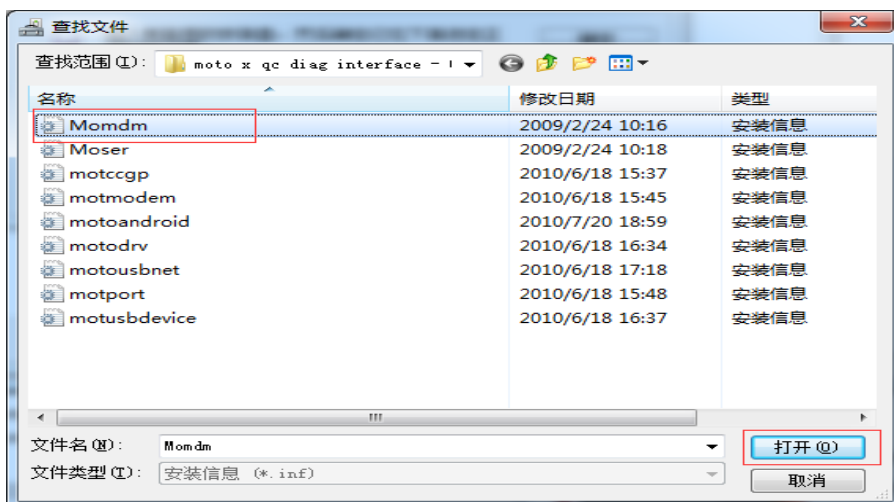 查找文件
查找范围(I): moto x qc diag interface -
名称 修改日期 类型
Momdm 2009/2/24 10:16 安装信息
Moser 2009/2/24 10:18 安装信息
motccgp 2010/6/18 15:37 安装信息
motmodem 2010/6/18 15:45 安装信息
motoandroid 2010/7/20 18:59 安装信息
motodrv 2010/6/18 16:34 安装信息
motousbnet 2010/6/18 17:18 安装信息
motport 2010/6/18 15:48 安装信息
motusbdevice 2010/6/18 16:37 安装信息
文件名(N): Momdm 打开(O)
文件类型(T): 安装信息 (*.inf) 取消